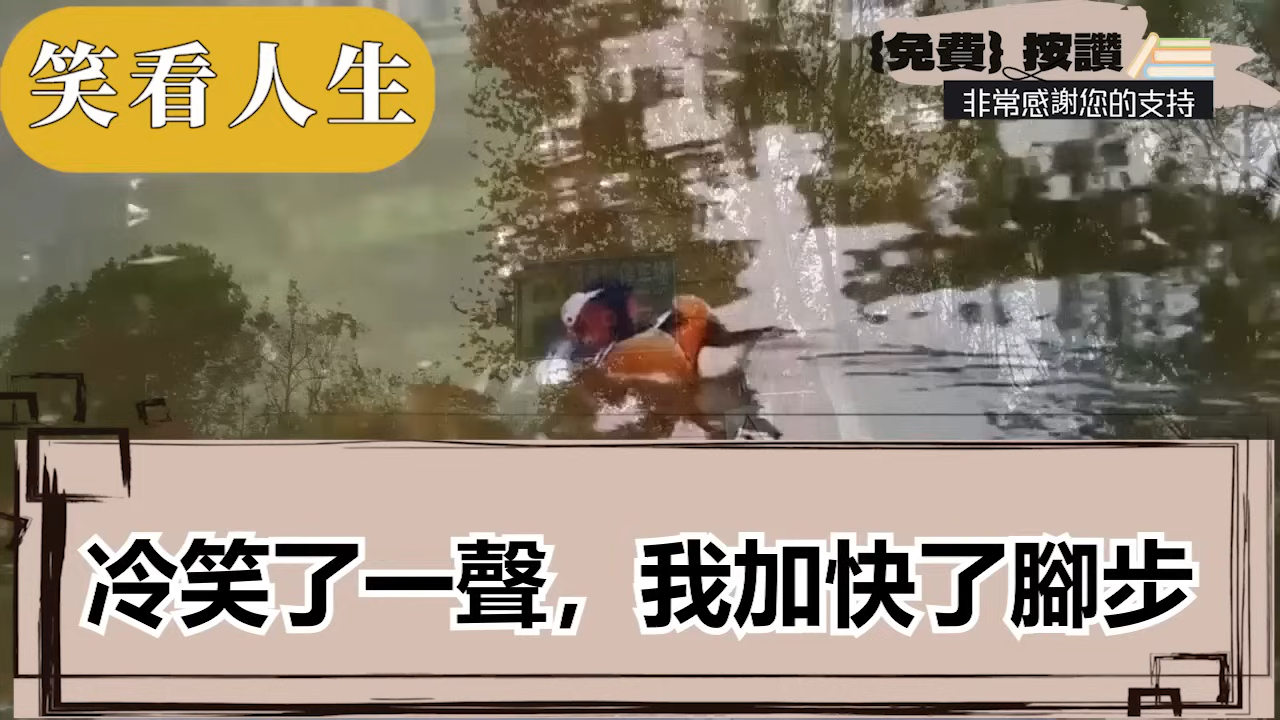 笑看人生
{免費} 按讚
非常感謝您的支持
冷笑了一聲，我加快了腳步